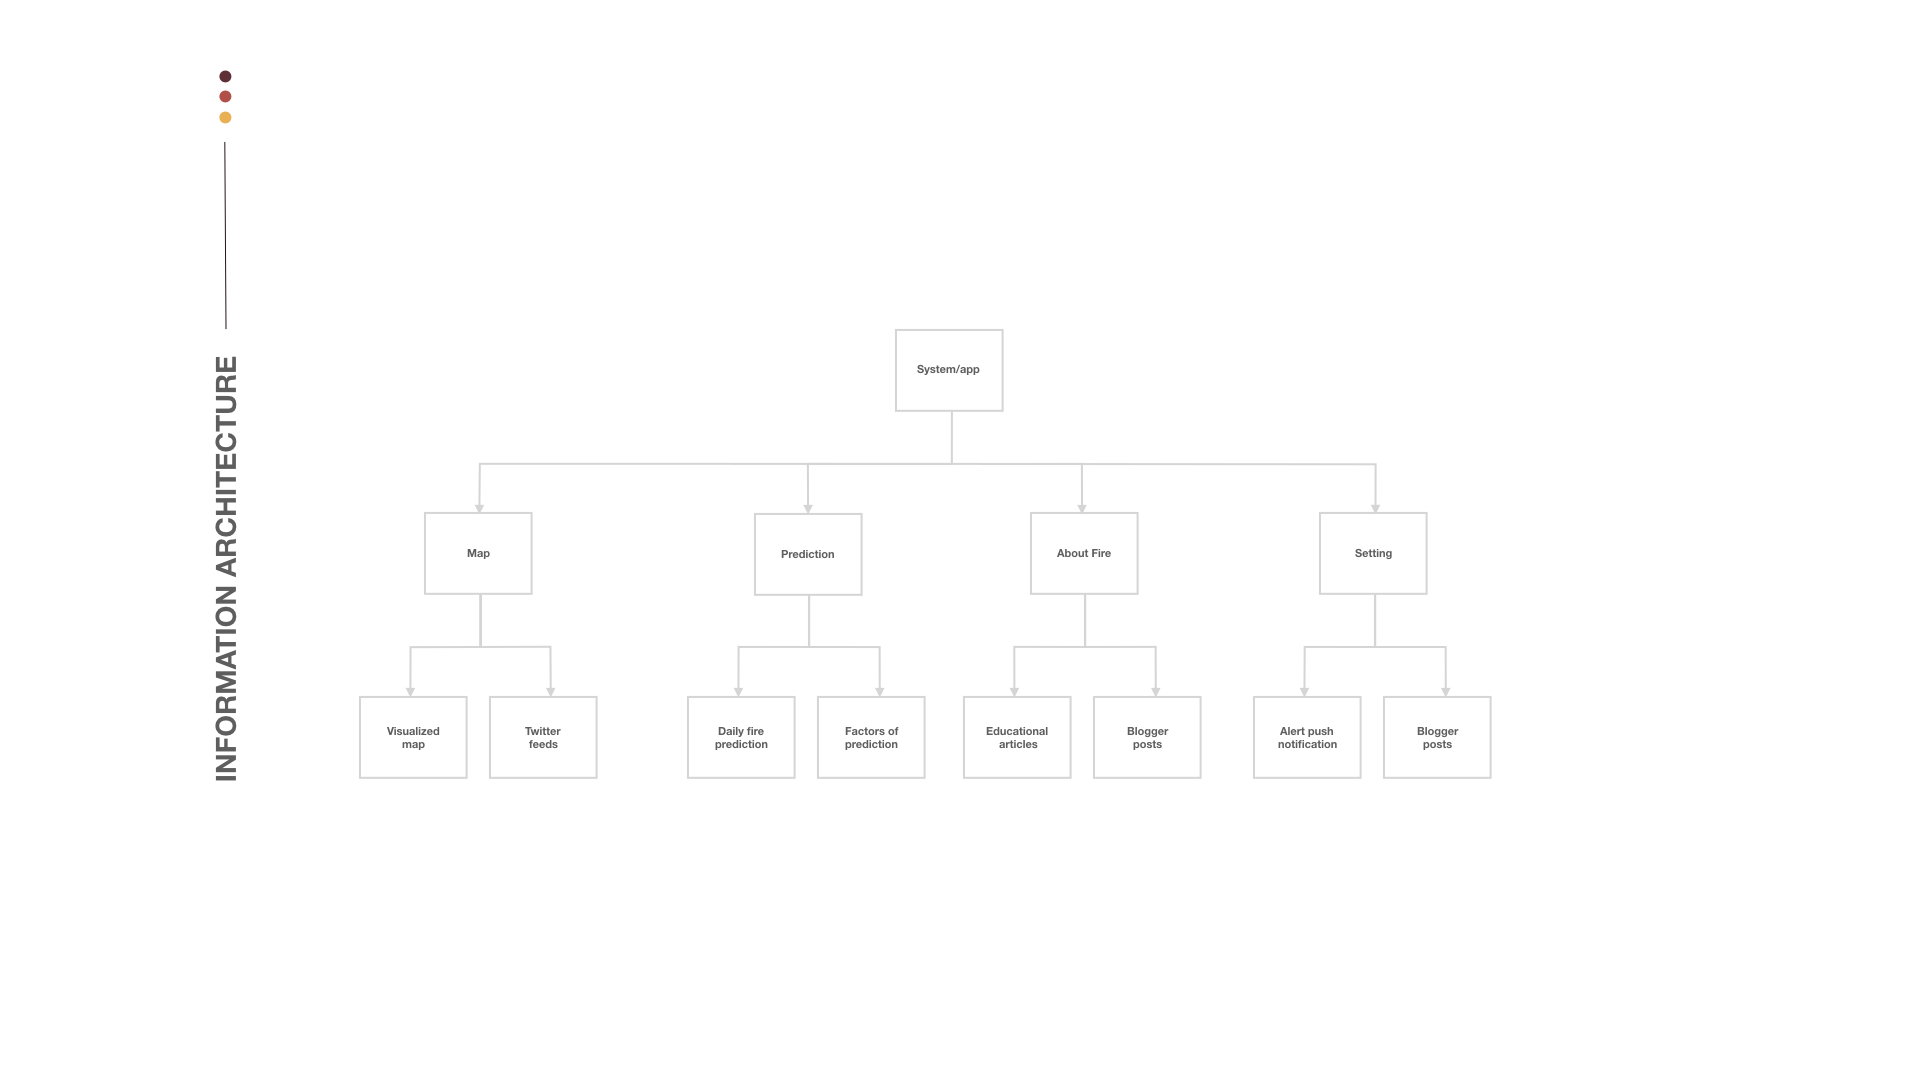 INFORMATION ARCHITECTURE
System/app
Map
Prediction
About Fire
Setting
Visualized
map
Twitter
feeds
Daily fire
prediction
Factors of
prediction
Educational
articles
Blogger
posts
Alert push
notification
Blogger
posts